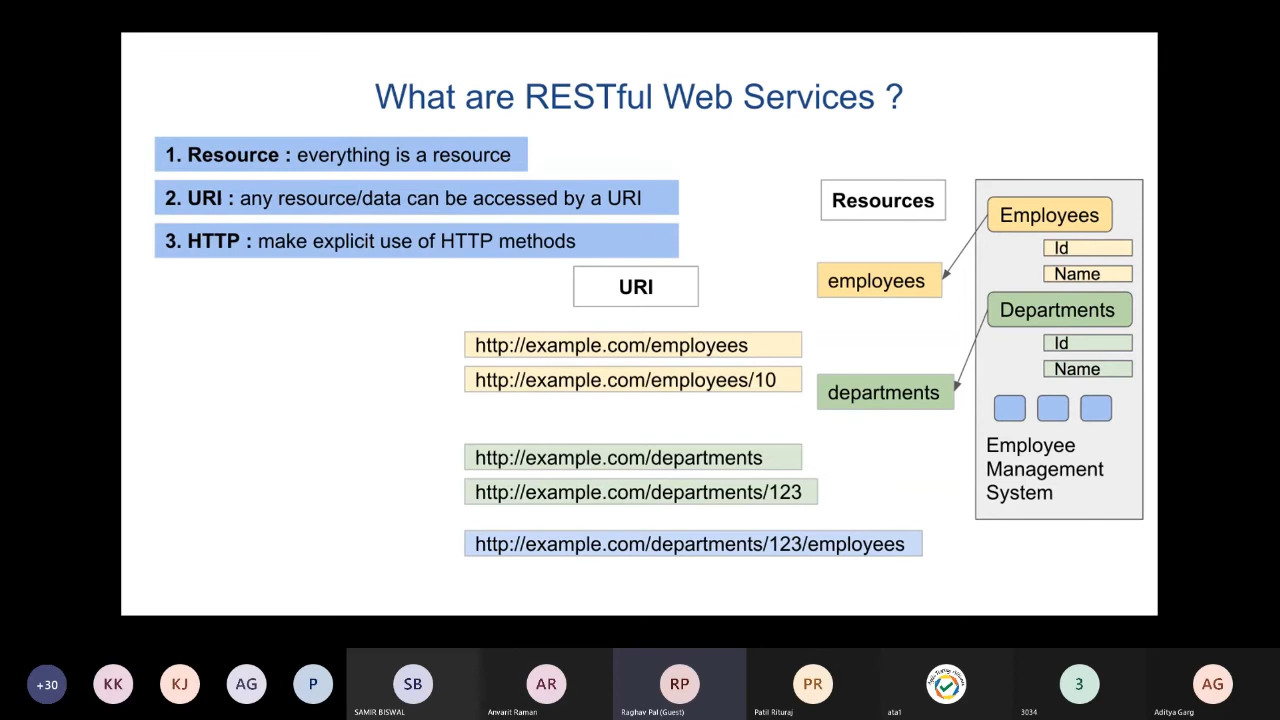 What are RESTful Web Services ?
1. Resource : everything is a resource
2. URI : any resource/data can be accessed by a URI
3. HTTP : make explicit use of HTTP methods
URI
http://example.com/employees
http://example.com/employees/10
http://example.com/departments
http://example.com/departments/123
http://example.com/departments/123/employees
Resources
employees
departments
Employees
Id
Name
Departments
Id
Name
Employee
Management
System
+30
KK
KJ
AG
P
SB
SAMIR BISWAL
AR
Anvarit Raman
RP
Raghav Pal (Guest)
PR
Patil Rituraj
ata1
3
3034
AG
Aditya Garg